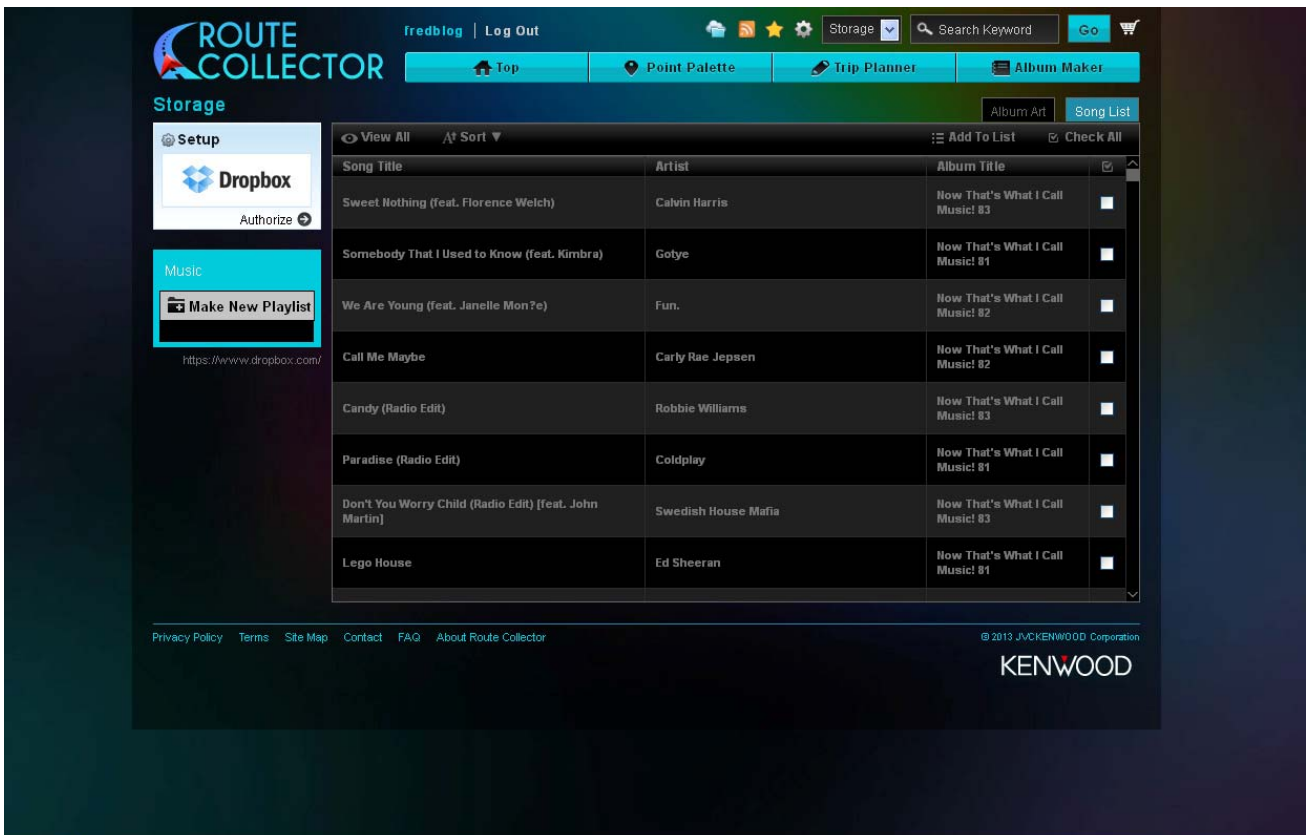 ROUTE
COLLECTOR
fredblog | Log Out
Storage
Search Keyword
Go
Top
Point Palette
Trip Planner
Album Maker
Storage
Album Art
Song List
Setup
Dropbox
Authorize
Music
Make New Playlist
https://www.dropbox.com/
View All
Sort ▼
Add To List
Check All
Song Title Artist Album Title
Sweet Nothing (feat. Florence Welch) Calvin Harris Now That's What I Call
Music! 83
Somebody That I Used to Know (feat. Kimbra) Gotye Now That's What I Call
Music! 81
We Are Young (feat. Janelle Mon?e) Fun. Now That's What I Call
Music! 82
Call Me Maybe Carly Rae Jepsen Now That's What I Call
Music! 82
Candy (Radio Edit) Robbie Williams Now That's What I Call
Music! 83
Paradise (Radio Edit) Coldplay Now That's What I Call
Music! 81
Don't You Worry Child (Radio Edit) [feat. John
Martin] Swedish House Mafia Now That's What I Call
Music! 83
Lego House Ed Sheeran Now That's What I Call
Music! 81
Privacy Policy Terms Site Map Contact FAQ About Route Collector
© 2013 JVCKENWOOD Corporation
KENWOOD